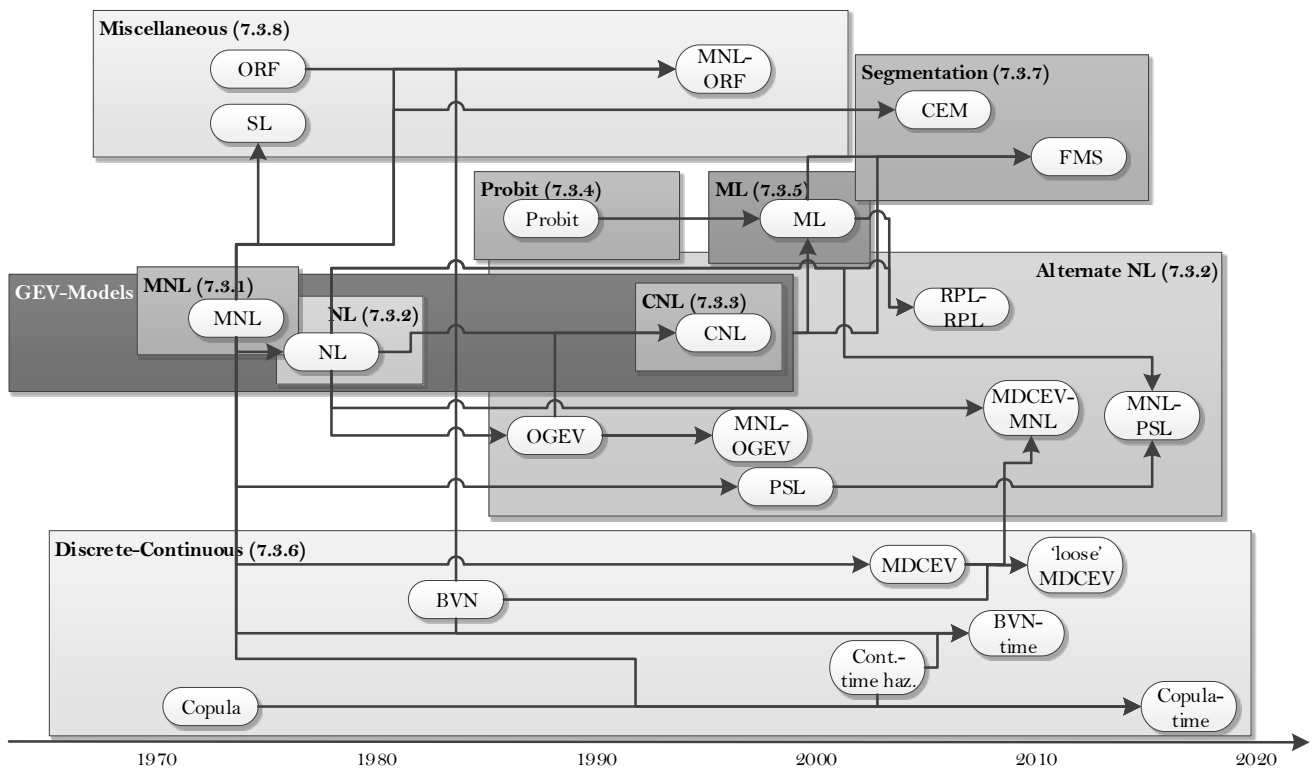 Miscellaneous (7.3.8)
ORF
MNL-
ORF
SL
Segmentation (7.3.7)
CEM
FMS
Probit (7.3.4)
Probit
ML (7.3.5)
ML
Alternate NL (7.3.2)
GEV-Models
MNL (7.3.1)
MNL
NL (7.3.2)
NL
CNL (7.3.3)
CNL
RPL-
RPL
MDCEV-
MNL
MNL-
PSL
OGEV
MNL-
OGEV
PSL
Discrete-Continuous (7.3.6)
MDCEV
'loose'
MDCEV
BVN
BVN-
time
Cont.-
time haz.
Copula
Copula-
time
1970
1980
1990
2000
2010
2020